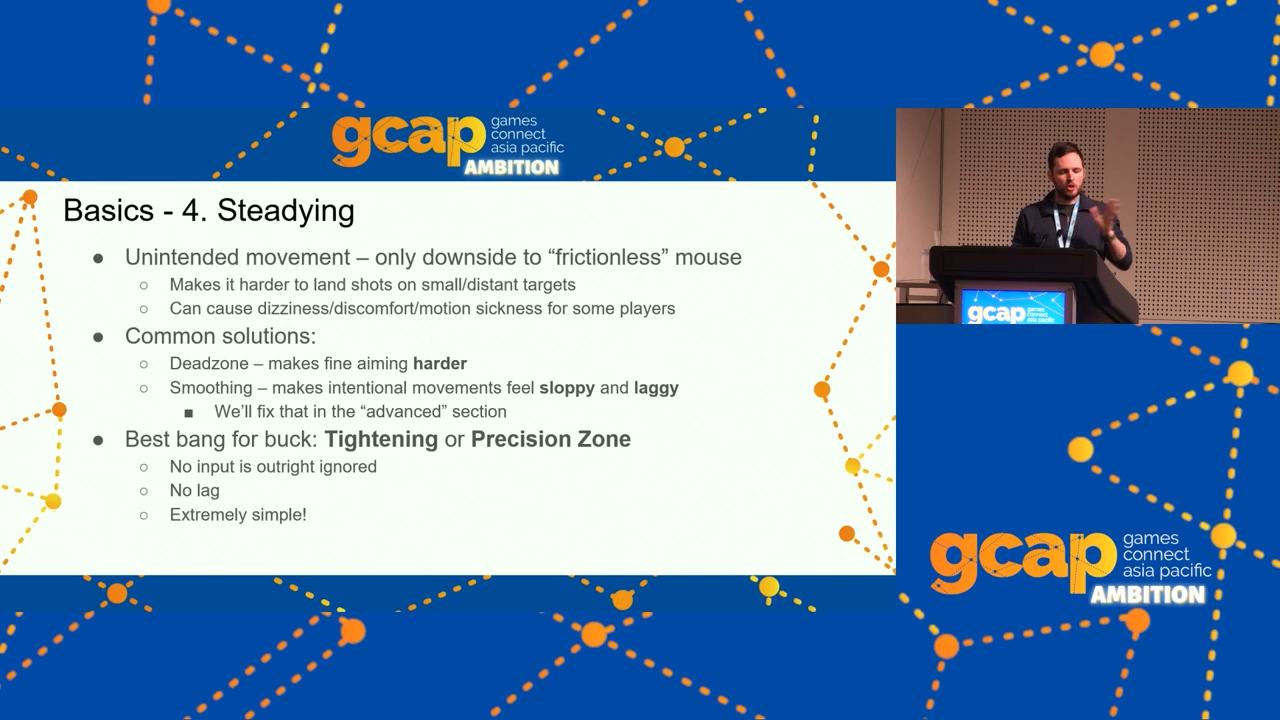 gcap games
connect
asia pacific
AMBITION
Basics - 4. Steadying
● Unintended movement – only downside to “frictionless” mouse
○ Makes it harder to land shots on small/distant targets
○ Can cause dizziness/discomfort/motion sickness for some players
● Common solutions:
○ Deadzone – makes fine aiming harder
○ Smoothing – makes intentional movements feel sloppy and laggy
■ We’ll fix that in the “advanced” section
● Best bang for buck: Tightening or Precision Zone
○ No input is outright ignored
○ No lag
○ Extremely simple!
gcap games
connect
asia pacific
gcap games
connect
asia pacific
AMBITION